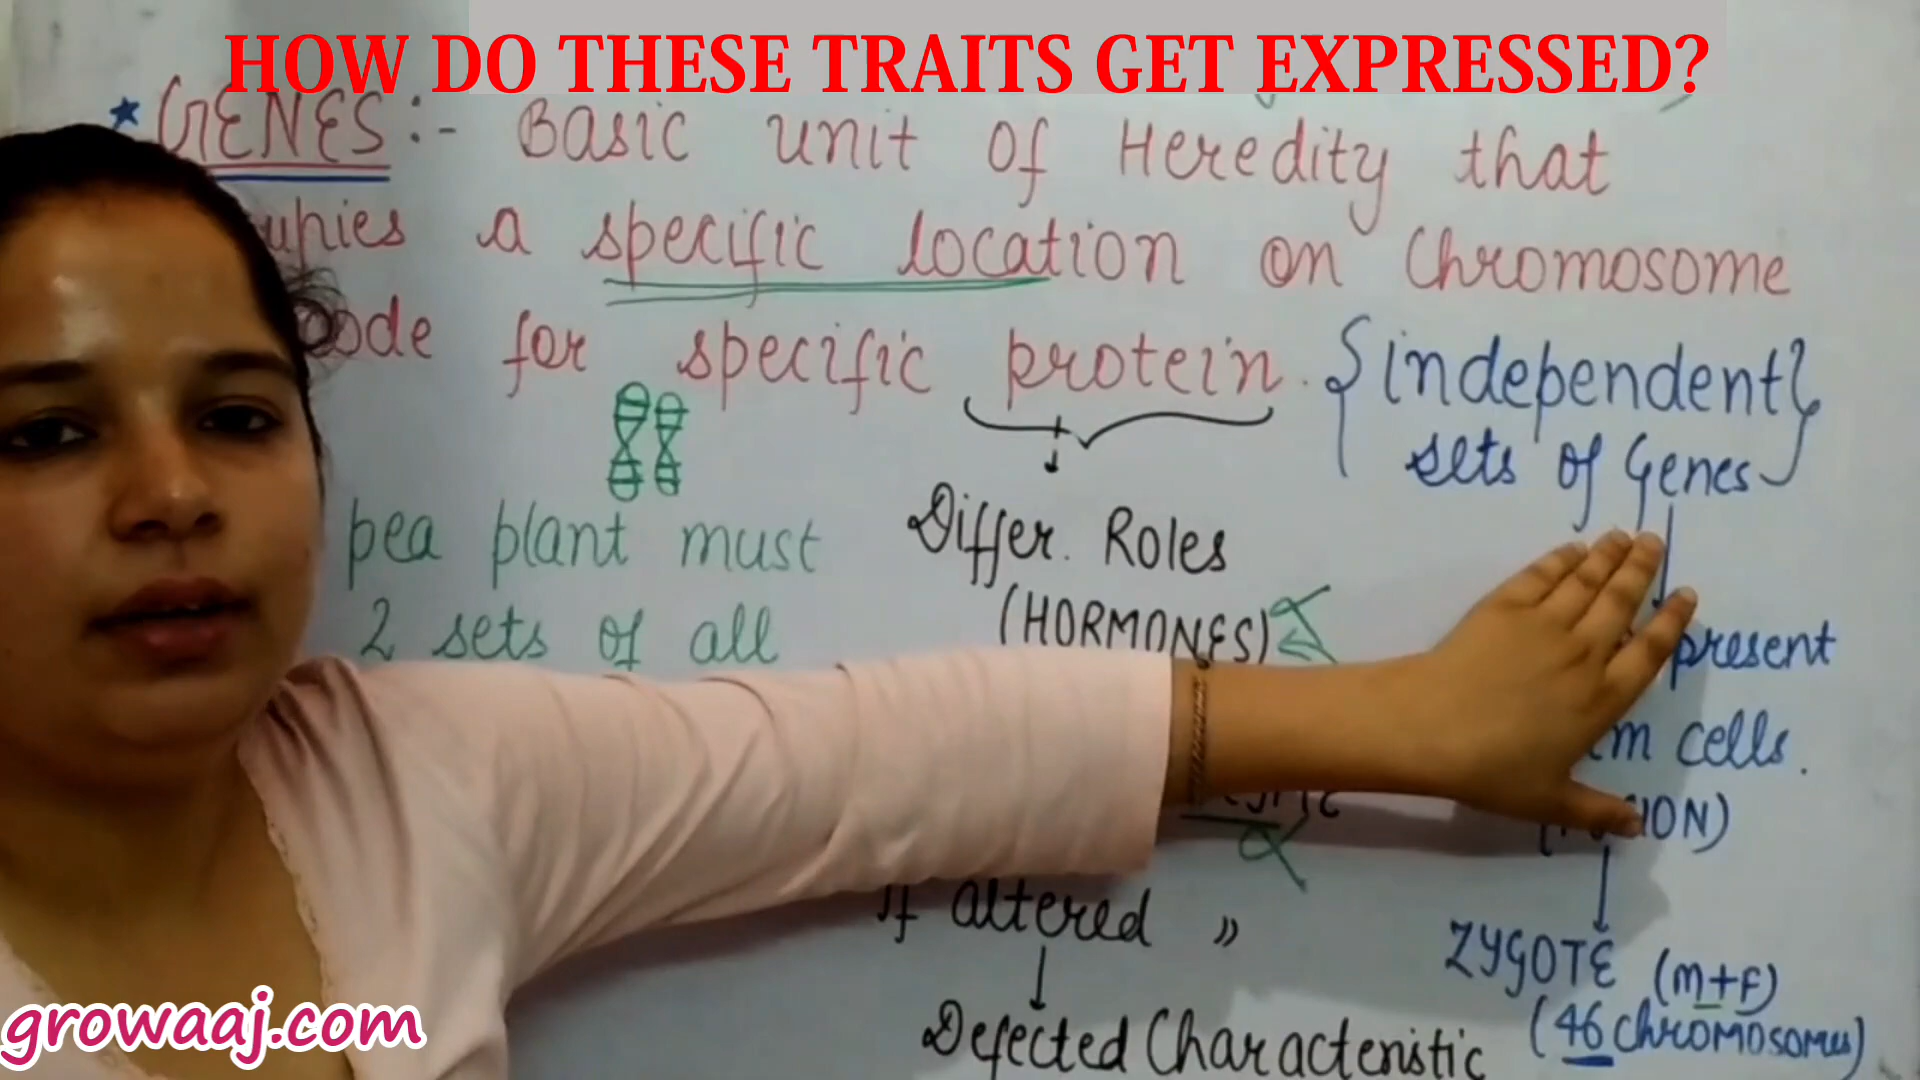 HOW DO THESE TRAITS GET EXPRESSED?
GENES:- Basic unit of Heredity that
a specific location on Chromosome
for specific protein. {independent}
sets of Genes
pea plant must
2 sets of all
Differ. Roles
(HORMONES)
present
cells.
If altered "
Defected Characteristic
ZYGOTE (M+F)
(46 chromosomes)
growaaj.com